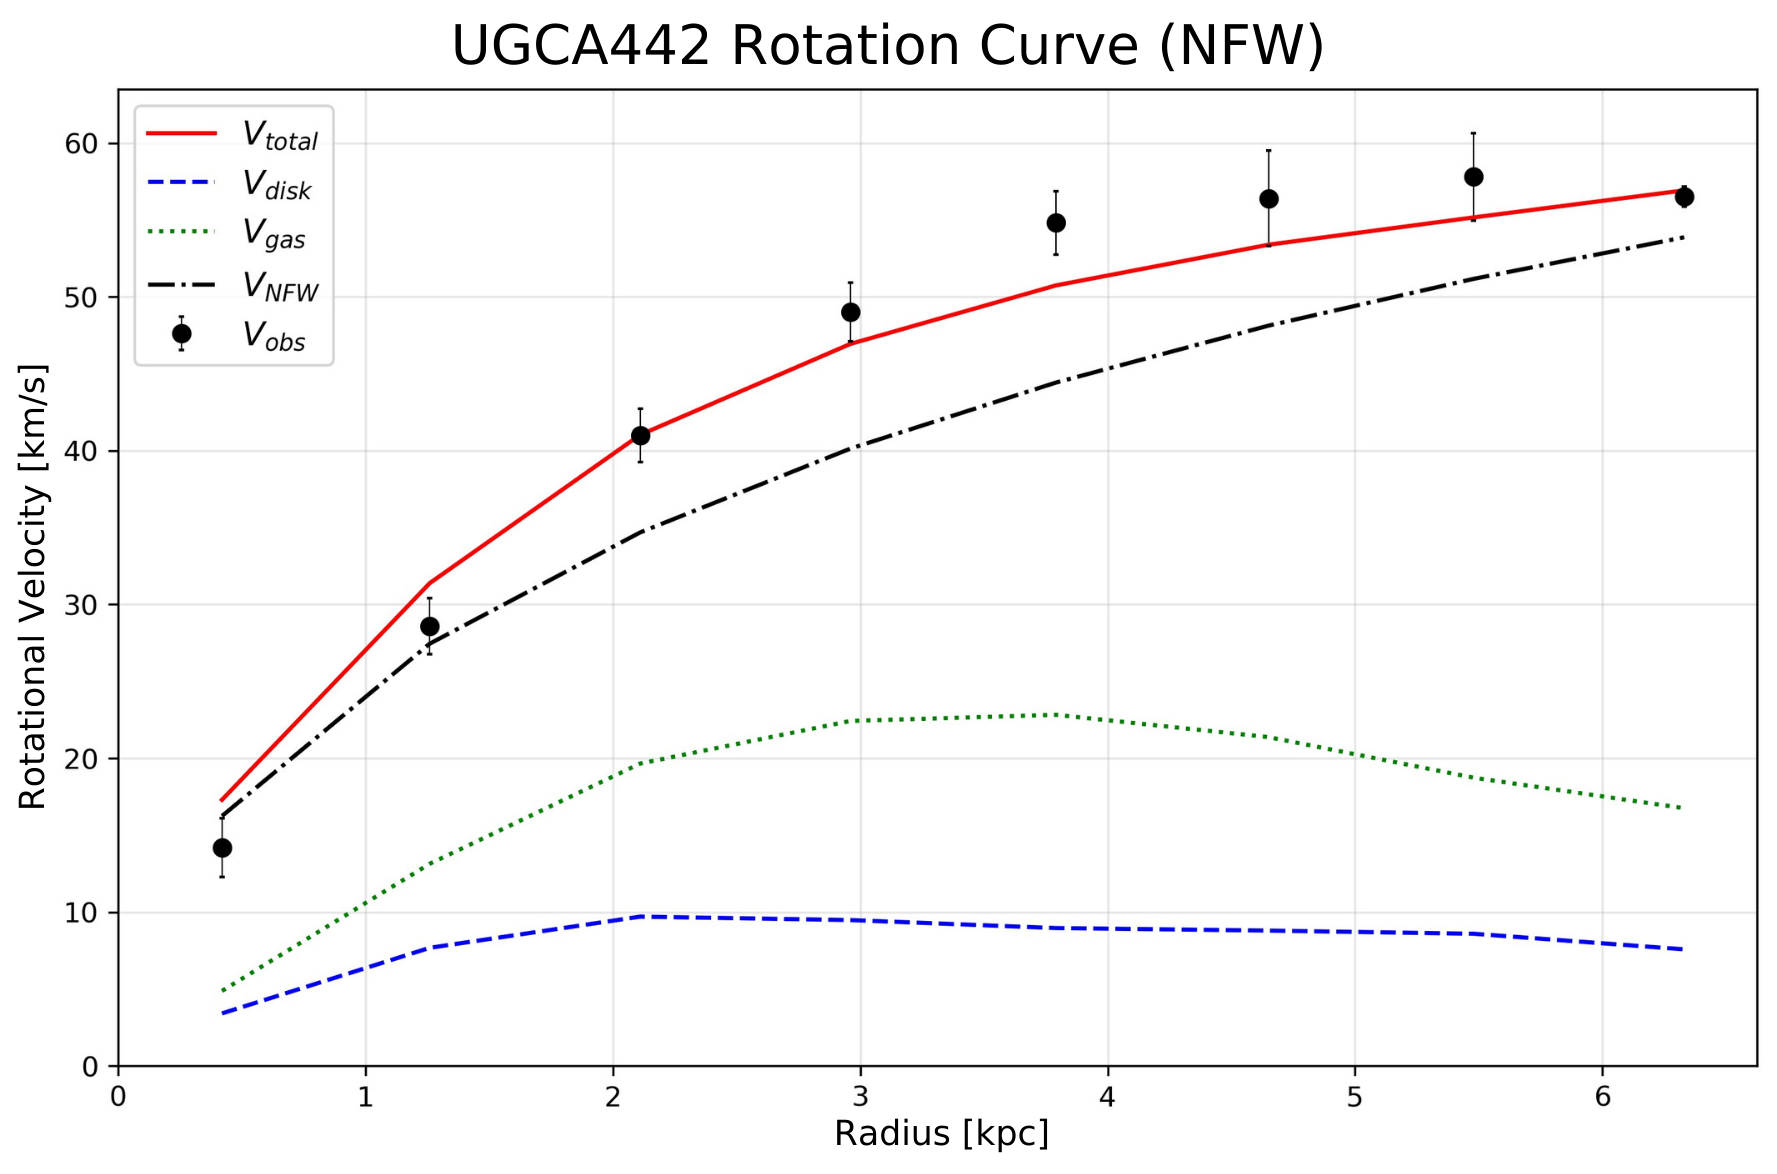 UGCA442 Rotation Curve (NFW)
V_total
V_disk
V_gas
V_NFW
V_obs
Rotational Velocity [km/s]
60
50
40
30
20
10
0
0 1 2 3 4 5 6
Radius [kpc]